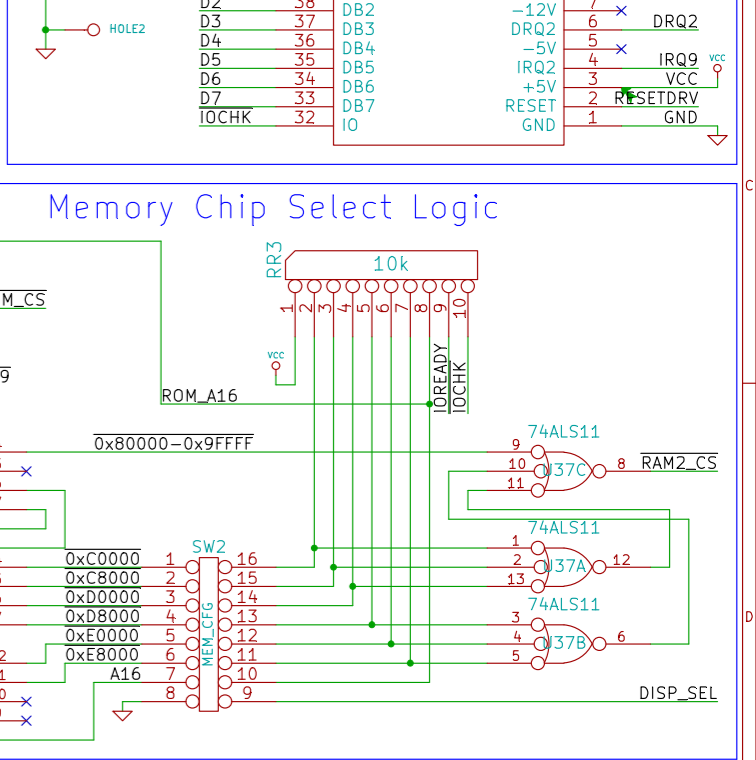 D2 38 DB2 -12V 7
D3 37 DB3 DRQ2 6 DRQ2
HOLE2
D4 36 DB4 -5V 5
D5 35 DB5 IRQ2 4 IRQ9 VCC
D6 34 DB6 +5V 3 VCC
D7 33 DB7 RESET 2 RESETDRV
IOCHK 32 IO GND 1 GND
C
Memory Chip Select Logic
RR3
10k
M_CS
1 2 3 4 5 6 7 8 9 10
VCC
9
IOREADY
IOCHK
ROM_A16
74ALS11
0x80000-0x9FFFF
9
10 U37C 8 RAM2_CS
11
74ALS11
SW2
1
0xC0000 1 16
2 U37A 12
0xC8000 2 15
13
0xD0000 3 14
74ALS11
0xD8000 4 13
3
MEM_CFG
0xE0000 5 12
4 U37B 6
0xE8000 6 11
5
A16 7 10
8 9 DISP_SEL
2
1
0
D